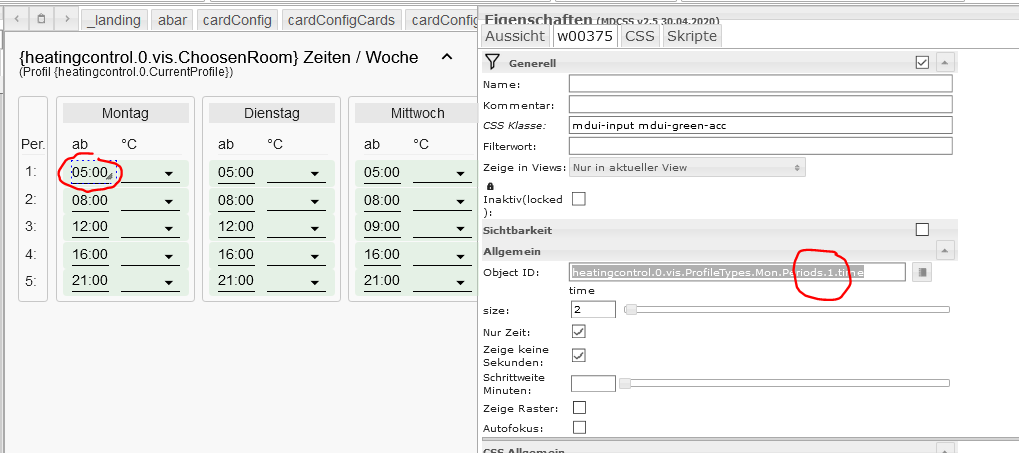 _landing abar cardConfig cardConfigCards cardConfig
{heatingcontrol.0.vis.ChoosenRoom} Zeiten / Woche
(Profil {heatingcontrol.0.CurrentProfile})
Montag Dienstag Mittwoch
Per. ab °C ab °C ab °C
1: 05:00 05:00 05:00
2: 08:00 08:00 08:00
3: 12:00 12:00 09:00
4: 16:00 16:00 16:00
5: 21:00 21:00 21:00
Eigenschaften (MDCSS v2.5 30.04.2020)
Aussicht w00375 CSS Skripte
Generell
Name:
Kommentar:
CSS Klasse: mdui-input mdui-green-acc
Filterwort:
Zeige in Views: Nur in aktueller View
Inaktiv(locked
):
Sichtbarkeit
Allgemein
Object ID: heatingcontrol.0.vis.ProfileTypes.Mon.Periods.1.time
time
size: 2
Nur Zeit:
Zeige keine
Sekunden:
Schrittweite
Minuten:
Zeige Raster:
Autofokus:
CSS Allgemein